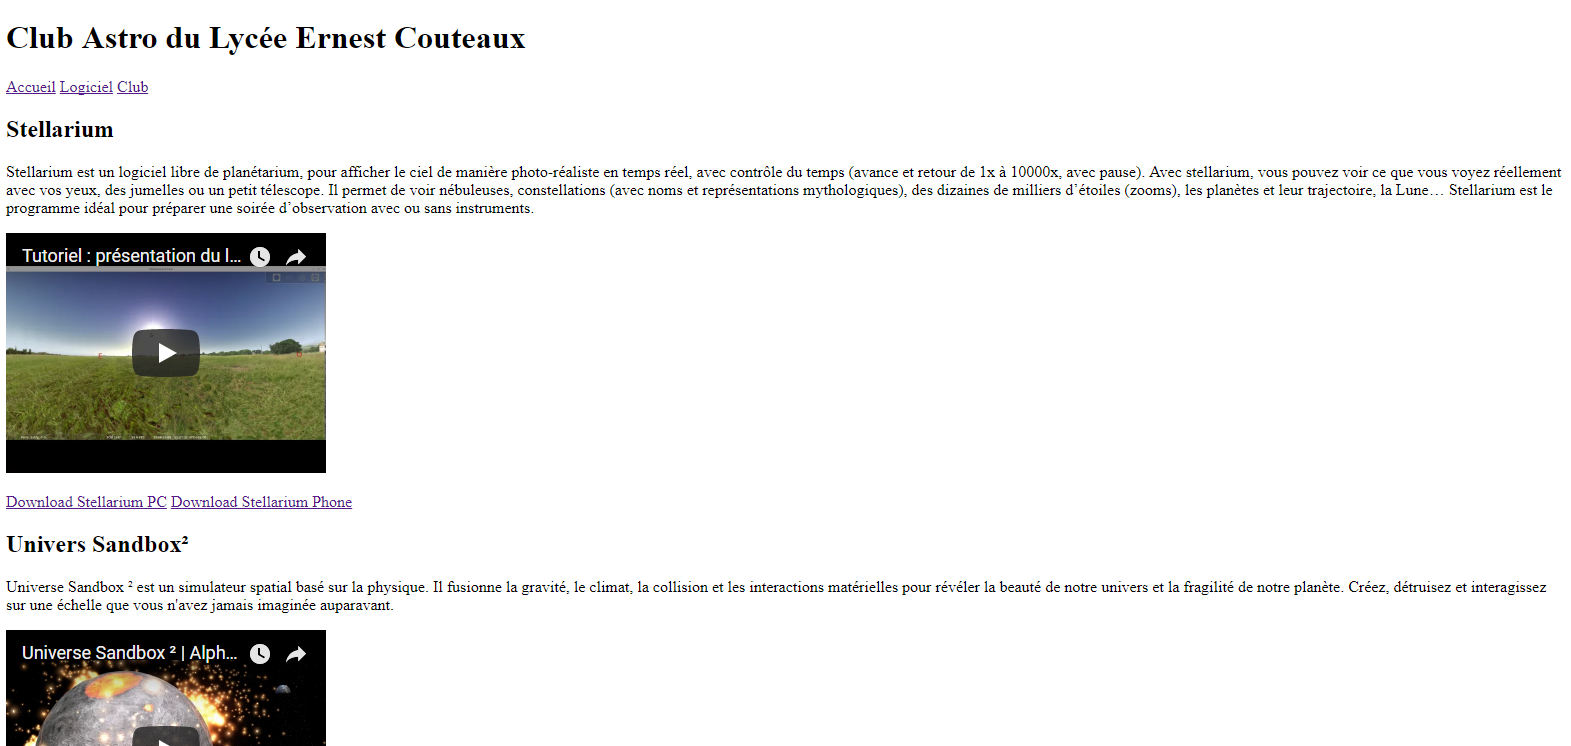 Club Astro du Lycée Ernest Couteaux
Accueil Logiciel Club
Stellarium
Stellarium est un logiciel libre de planétarium, pour afficher le ciel de manière photo-réaliste en temps réel, avec contrôle du temps (avance et retour de 1x à 10000x, avec pause). Avec stellarium, vous pouvez voir ce que vous voyez réellement
avec vos yeux, des jumelles ou un petit télescope. Il permet de voir nébuleuses, constellations (avec noms et représentations mythologiques), des dizaines de milliers d’étoiles (zooms), les planètes et leur trajectoire, la Lune… Stellarium est le
programme idéal pour préparer une soirée d’observation avec ou sans instruments.
Tutoriel : présentation du l...
Download Stellarium PC Download Stellarium Phone
Univers Sandbox²
Universe Sandbox ² est un simulateur spatial basé sur la physique. Il fusionne la gravité, le climat, la collision et les interactions matérielles pour révéler la beauté de notre univers et la fragilité de notre planète. Créez, détruisez et interagissez
sur une échelle que vous n'avez jamais imaginée auparavant.
Universe Sandbox ² | Alph...